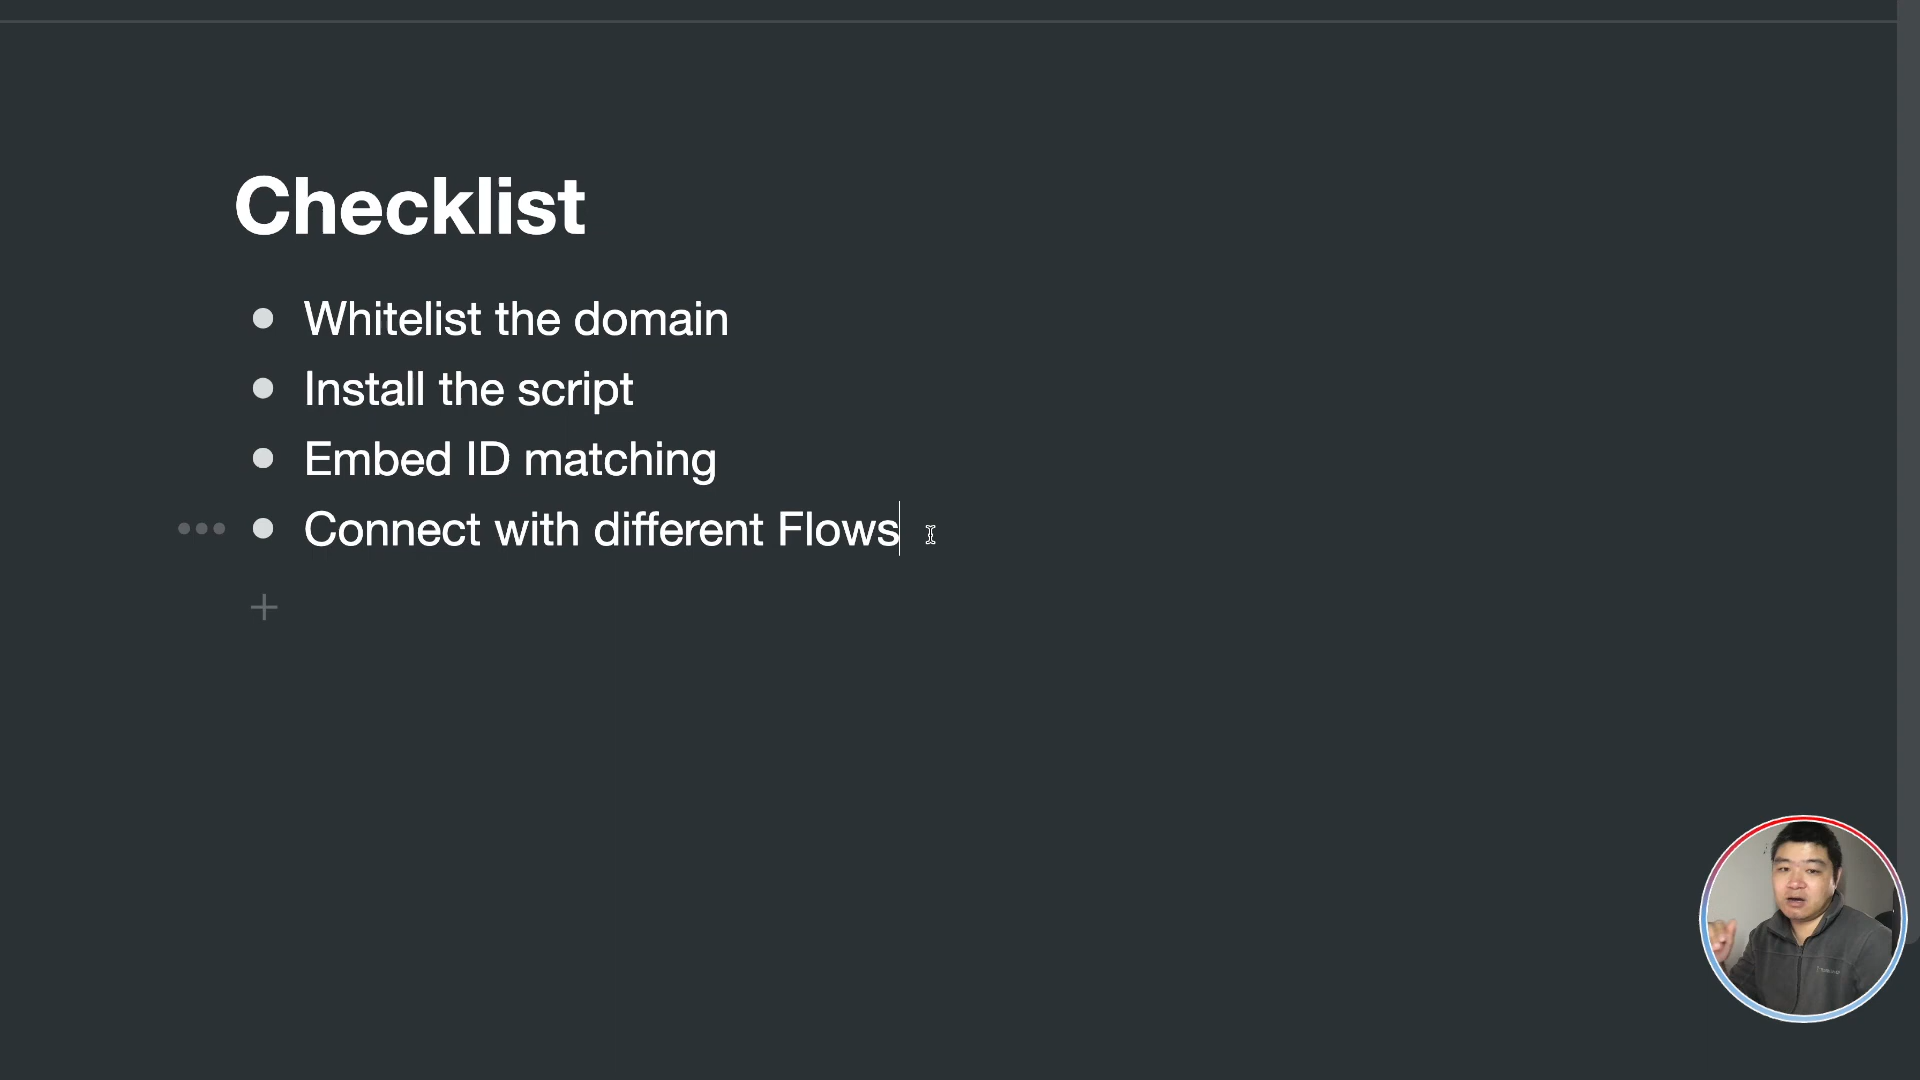 Checklist
Whitelist the domain
Install the script
Embed ID matching
Connect with different Flows